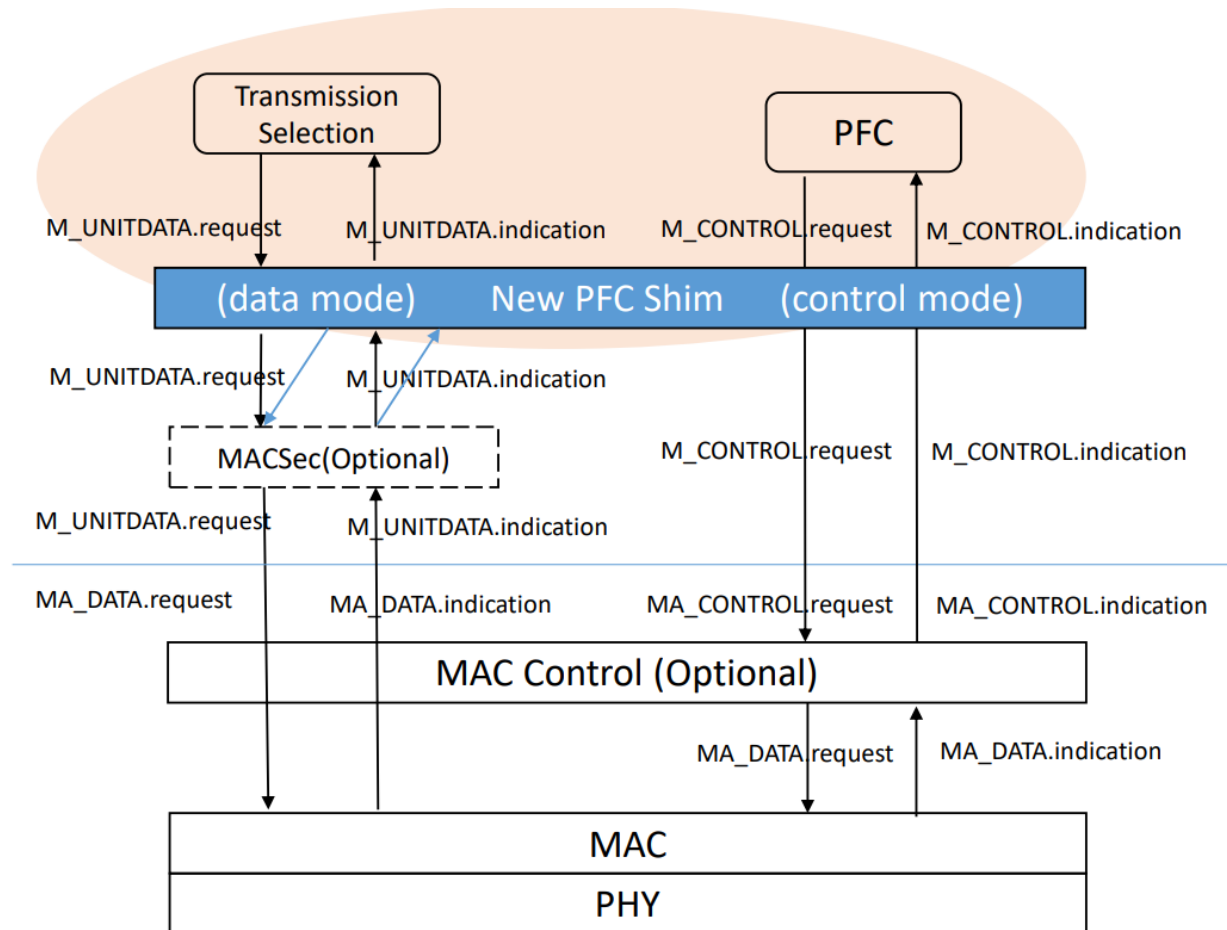 Transmission
Selection
PFC
M_UNITDATA.request
M_UNITDATA.indication
M_CONTROL.request
M_CONTROL.indication
(data mode) New PFC Shim (control mode)
M_UNITDATA.request
M_UNITDATA.indication
MACSec(Optional)
M_CONTROL.request
M_CONTROL.indication
M_UNITDATA.request
M_UNITDATA.indication
MA_DATA.request
MA_DATA.indication
MA_CONTROL.request
MA_CONTROL.indication
MAC Control (Optional)
MA_DATA.request
MA_DATA.indication
MAC
PHY